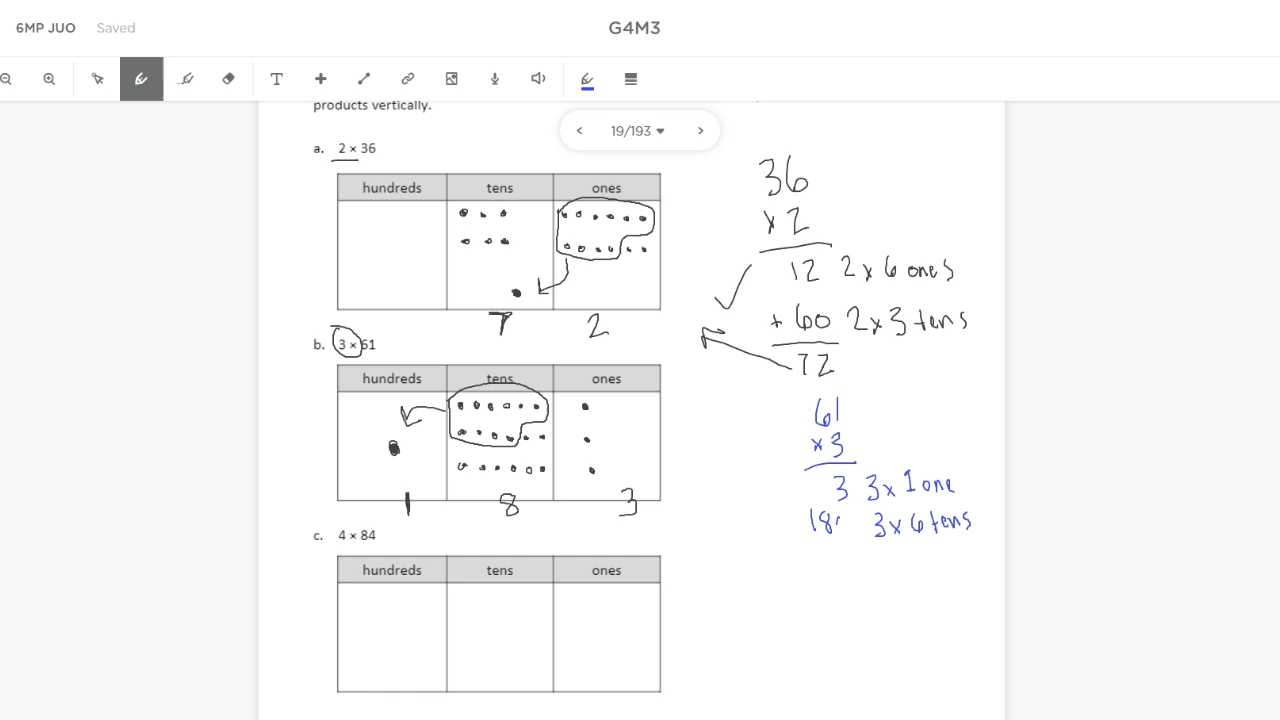 6MP JUO Saved G4M3
products vertically.
19/193
a. 2 × 36
hundreds tens ones
7 2
36
x 2
12 2 x 6 ones
+ 60 2 x 3 tens
72
b. 3 × 61
hundreds tens ones
1 8 3
61
x 3
3 3 x 1 one
18 3 x 6 tens
c. 4 × 84
hundreds tens ones